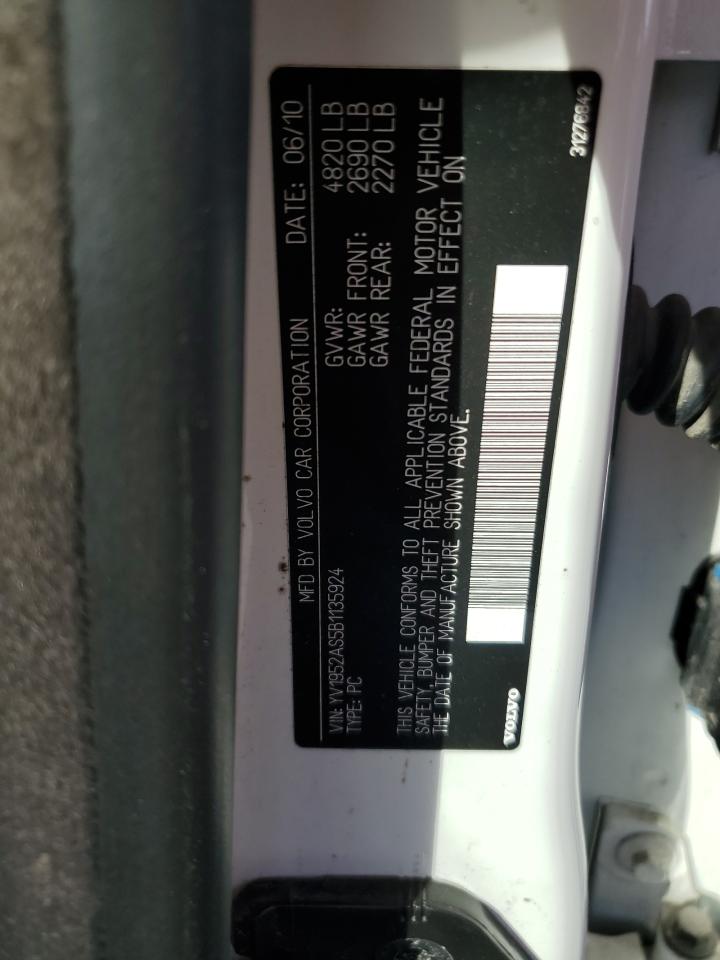 MFD BY VOLVO CAR CORPORATION DATE: 06/10
VIN: YV1952AS5B1135924 GVWR: 4820 LB
TYPE: PC GAWR FRONT: 2690 LB
GAWR REAR: 2270 LB
THIS VEHICLE CONFORMS TO ALL APPLICABLE FEDERAL MOTOR VEHICLE
SAFETY, BUMPER AND THEFT PREVENTION STANDARDS IN EFFECT ON
THE DATE OF MANUFACTURE SHOWN ABOVE.
VOLVO 31276842